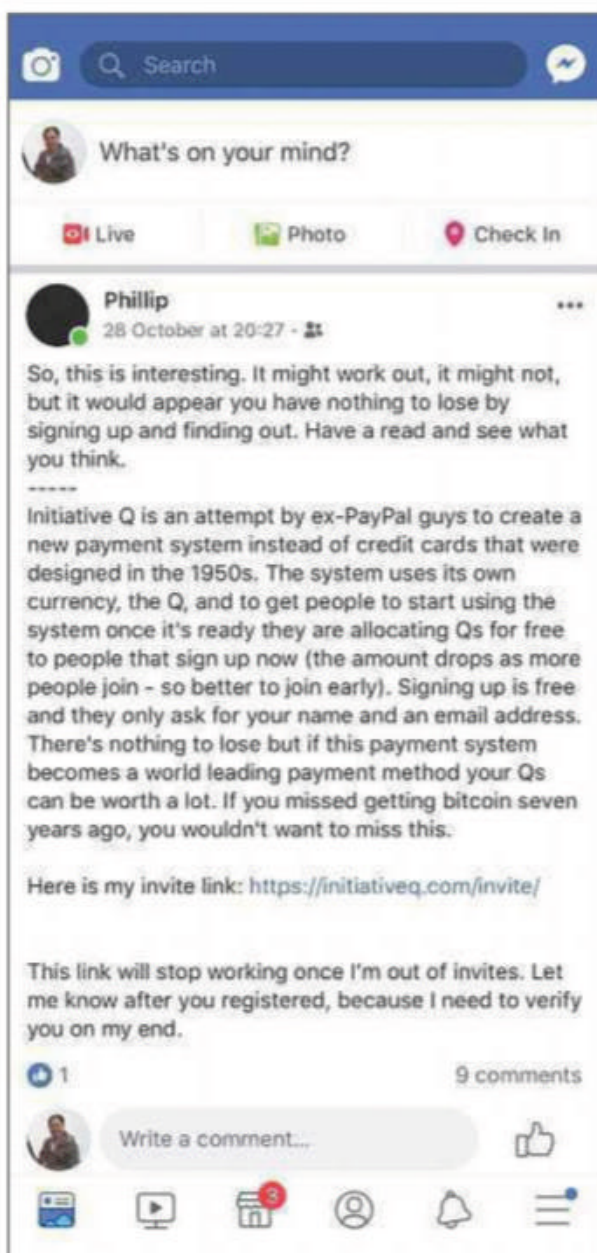 Search
What's on your mind?
Live Photo Check In
Phillip
28 October at 20:27 -
So, this is interesting. It might work out, it might not,
but it would appear you have nothing to lose by
signing up and finding out. Have a read and see what
you think.
-----
Initiative Q is an attempt by ex-PayPal guys to create a
new payment system instead of credit cards that were
designed in the 1950s. The system uses its own
currency, the Q, and to get people to start using the
system once it's ready they are allocating Qs for free
to people that sign up now (the amount drops as more
people join - so better to join early). Signing up is free
and they only ask for your name and an email address.
There's nothing to lose but if this payment system
becomes a world leading payment method your Qs
can be worth a lot. If you missed getting bitcoin seven
years ago, you wouldn't want to miss this.
Here is my invite link: https://initiativeq.com/invite/
This link will stop working once I'm out of invites. Let
me know after you registered, because I need to verify
you on my end.
1 9 comments
Write a comment...
3